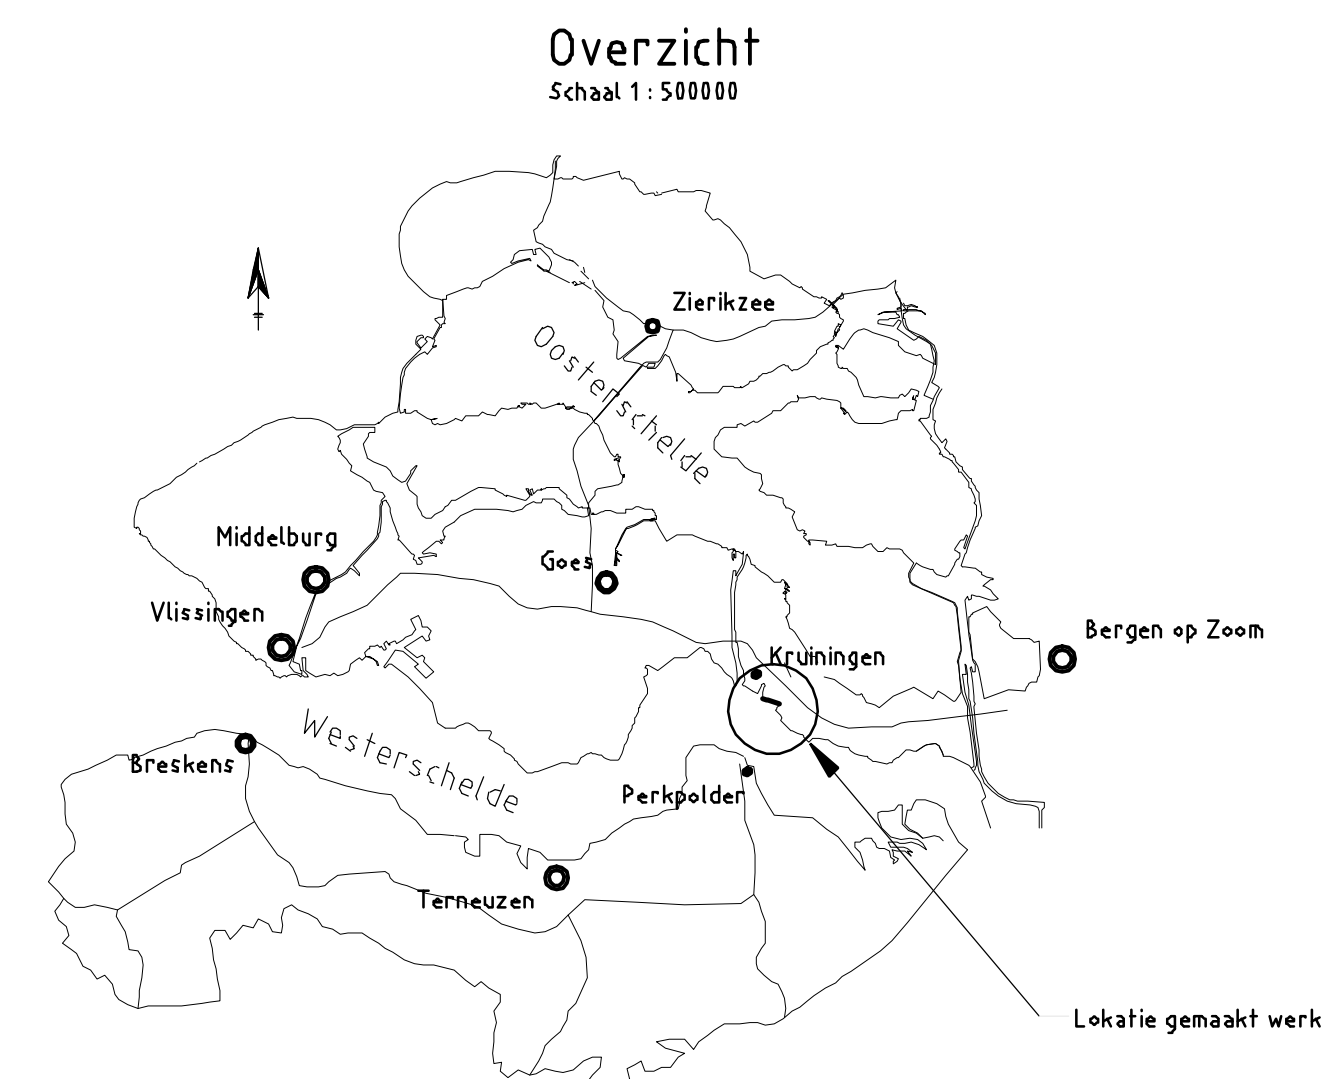 Overzicht
Schaal 1 : 500000
Zierikzee
Oosterschelde
Middelburg
Goes
Vlissingen
Bergen op Zoom
Kruiningen
Westerschelde
Breskens
Perkpolder
Terneuzen
Lokatie gemaakt werk